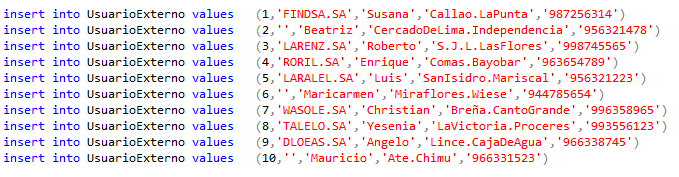 insert into UsuarioExterno values (1,'FINDSA.SA','Susana','Callao.LaPunta','987256314')
insert into UsuarioExterno values (2,'','Beatriz','CercadoDeLima.Independencia','956321478')
insert into UsuarioExterno values (3,'LARENZ.SA','Roberto','S.J.L.LasFlores','998745565')
insert into UsuarioExterno values (4,'RORIL.SA','Enrique','Comas.Bayobar','963654789')
insert into UsuarioExterno values (5,'LARALEL.SA','Luis','SanIsidro.Mariscal','956321223')
insert into UsuarioExterno values (6,'','Maricarmen','Miraflores.Wiese','944785654')
insert into UsuarioExterno values (7,'WASOLE.SA','Christian','Breña.CantoGrande','996358965')
insert into UsuarioExterno values (8,'TALELO.SA','Yesenia','LaVictoria.Proceres','993556123')
insert into UsuarioExterno values (9,'DLOEAS.SA','Angelo','Lince.CajaDeAgua','966338745')
insert into UsuarioExterno values (10,'','Mauricio','Ate.Chimu','966331523')